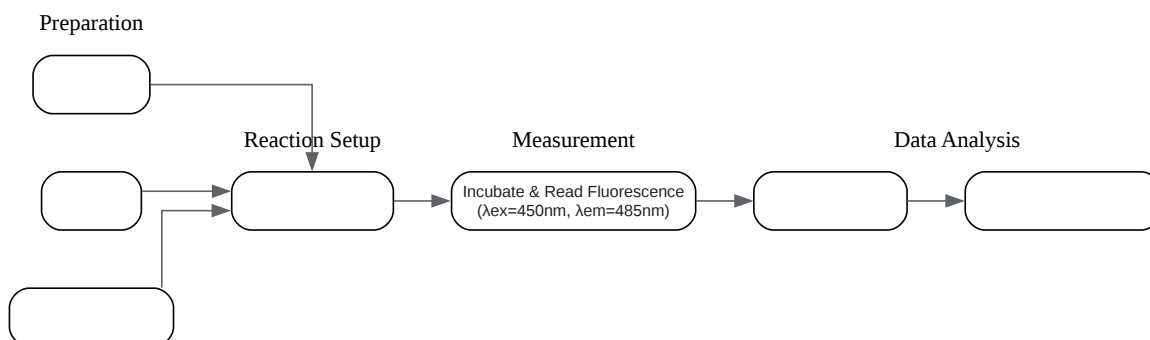 Preparation
Reaction Setup
Measurement
Data Analysis
Incubate & Read Fluorescence
(λex=450nm, λem=485nm)